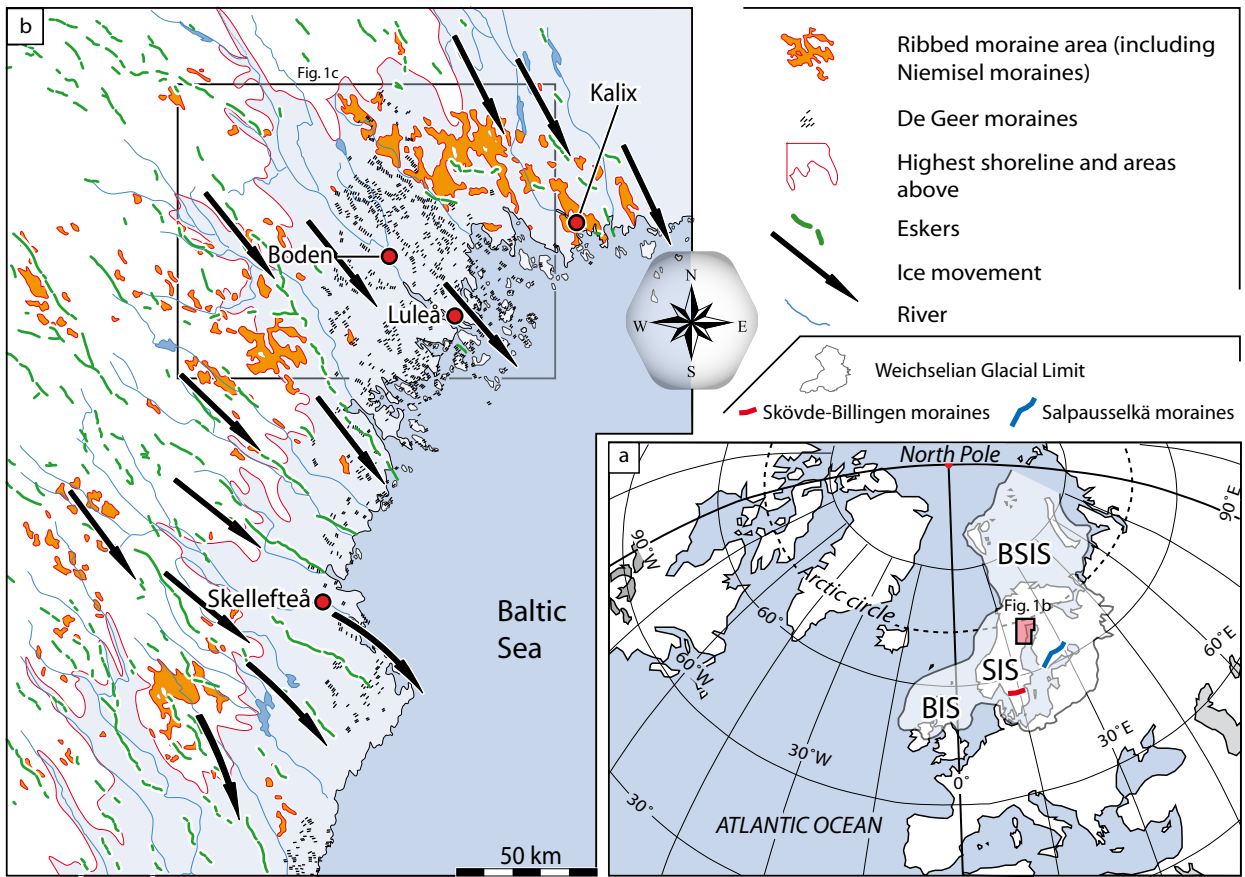 b
Fig. 1c
Kalix
Boden
Luleå
Skellefteå
Baltic
Sea
50 km
N
W
E
S
Ribbed moraine area (including
Niemisel moraines)
De Geer moraines
Highest shoreline and areas
above
Eskers
Ice movement
River
Weichselian Glacial Limit
Skövde-Billingen moraines
Salpausselkä moraines
a
North Pole
90˚E
90˚W
BSIS
Arctic circle
Fig. 1b
60˚
60˚W
60˚E
SIS
BIS
30˚E
30˚W
0˚
30˚
ATLANTIC OCEAN